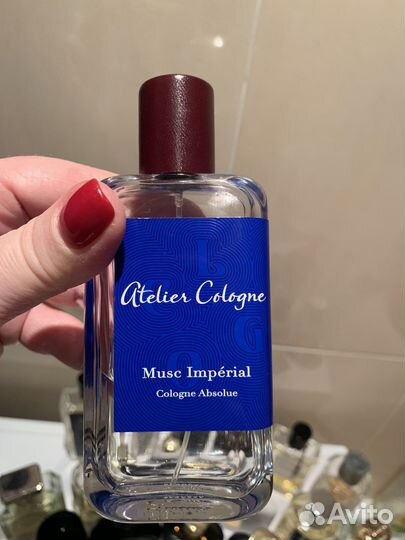 Atelier Cologne
Musc Impérial
Cologne Absolue
Avito